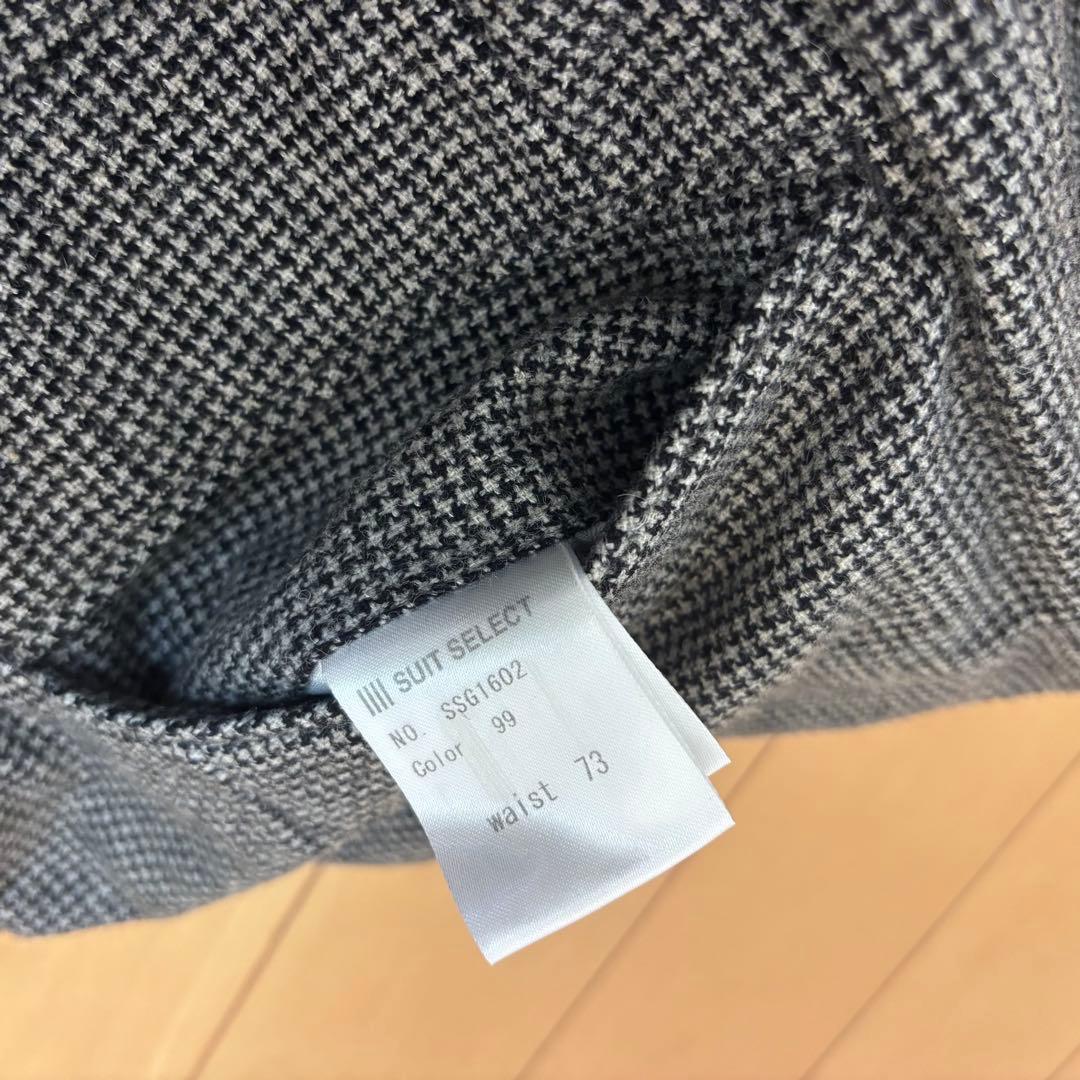 SUIT SELECT
NO. SSG1602
Color 99
waist 73